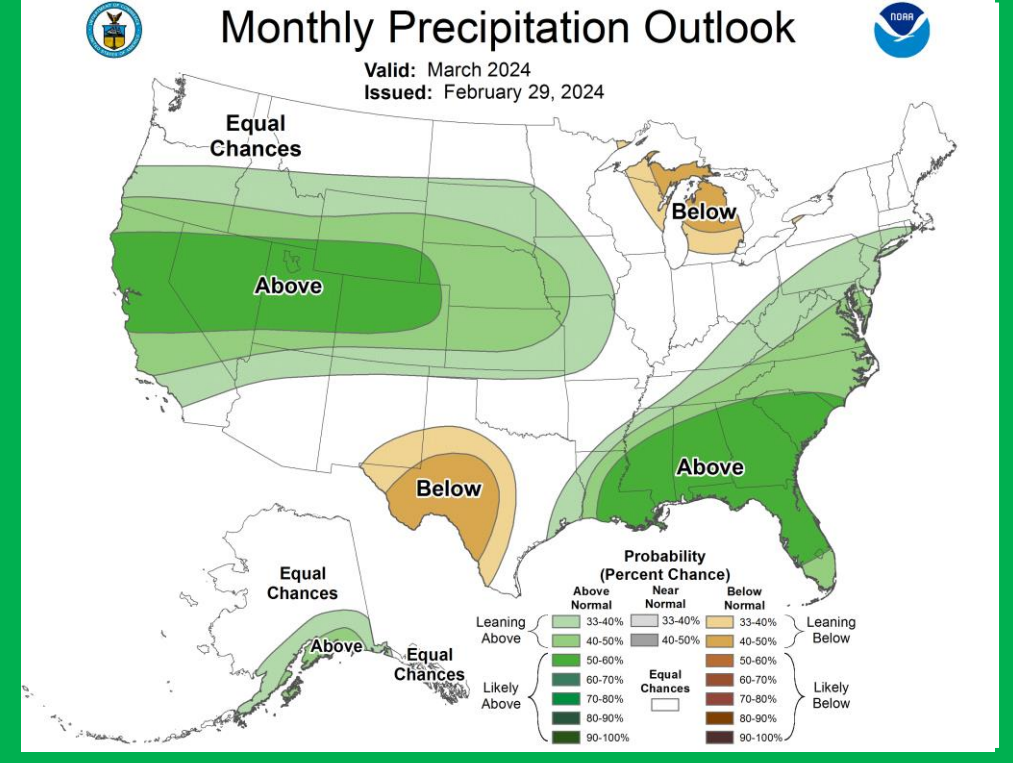 Monthly Precipitation Outlook
NOAA
Valid: March 2024
Issued: February 29, 2024
Equal
Chances
Below
Above
Above
Below
Equal
Chances
Above
Equal
Chances
Probability
(Percent Chance)
Above
Normal
Near
Normal
Below
Normal
Leaning
Above
33-40%
40-50%
33-40%
40-50%
33-40%
40-50%
Leaning
Below
Likely
Above
50-60%
60-70%
70-80%
80-90%
90-100%
Equal
Chances
50-60%
60-70%
70-80%
80-90%
90-100%
Likely
Below